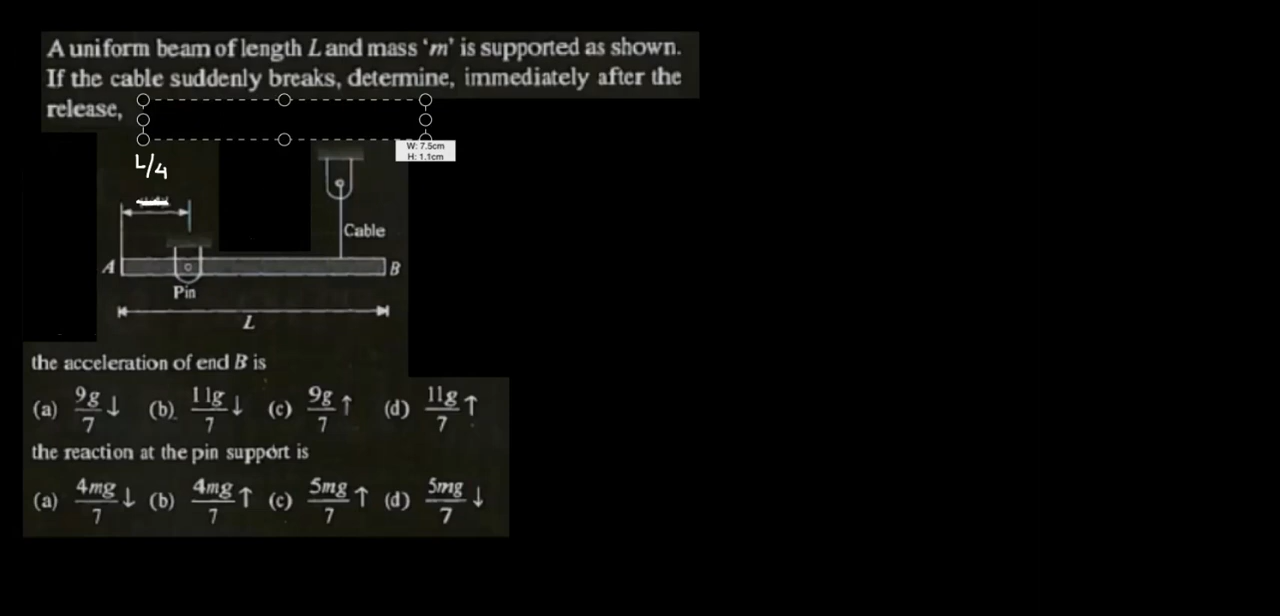 A uniform beam of length L and mass ‘m’ is supported as shown.
If the cable suddenly breaks, determine, immediately after the
release,
W: 7.5cm
H: 1.1cm
L/4
Cable
A
B
Pin
L
the acceleration of end B is
(a) 9g/7 ↓ (b) 11g/7 ↓ (c) 9g/7 ↑ (d) 11g/7 ↑
the reaction at the pin support is
(a) 4mg/7 ↓ (b) 4mg/7 ↑ (c) 5mg/7 ↑ (d) 5mg/7 ↓